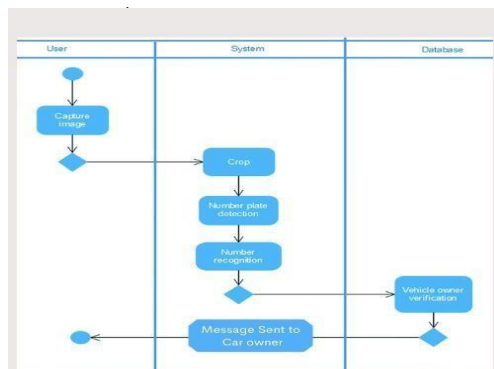 User
System
Database
Capture
image
Crop
Number plate
detection
Number
recognition
Vehicle owner
verification
Message Sent to
Car owner